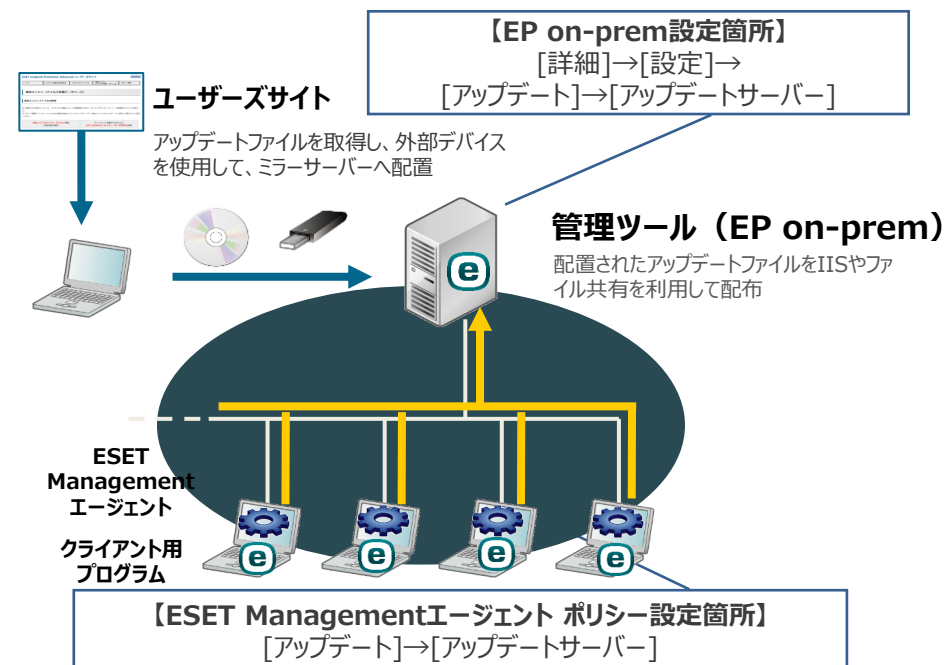 【EP on-prem設定箇所】
[詳細]→[設定]→
[アップデート]→[アップデートサーバー]
ユーザーズサイト
アップデートファイルを取得し、外部デバイス
を使用して、ミラーサーバーへ配置
管理ツール（EP on-prem）
配置されたアップデートファイルをIISやファ
イル共有を利用して配布
e
ESET
Management
エージェント
クライアント用
プログラム
e
e
e
e
【ESET Managementエージェント ポリシー設定箇所】
[アップデート]→[アップデートサーバー]